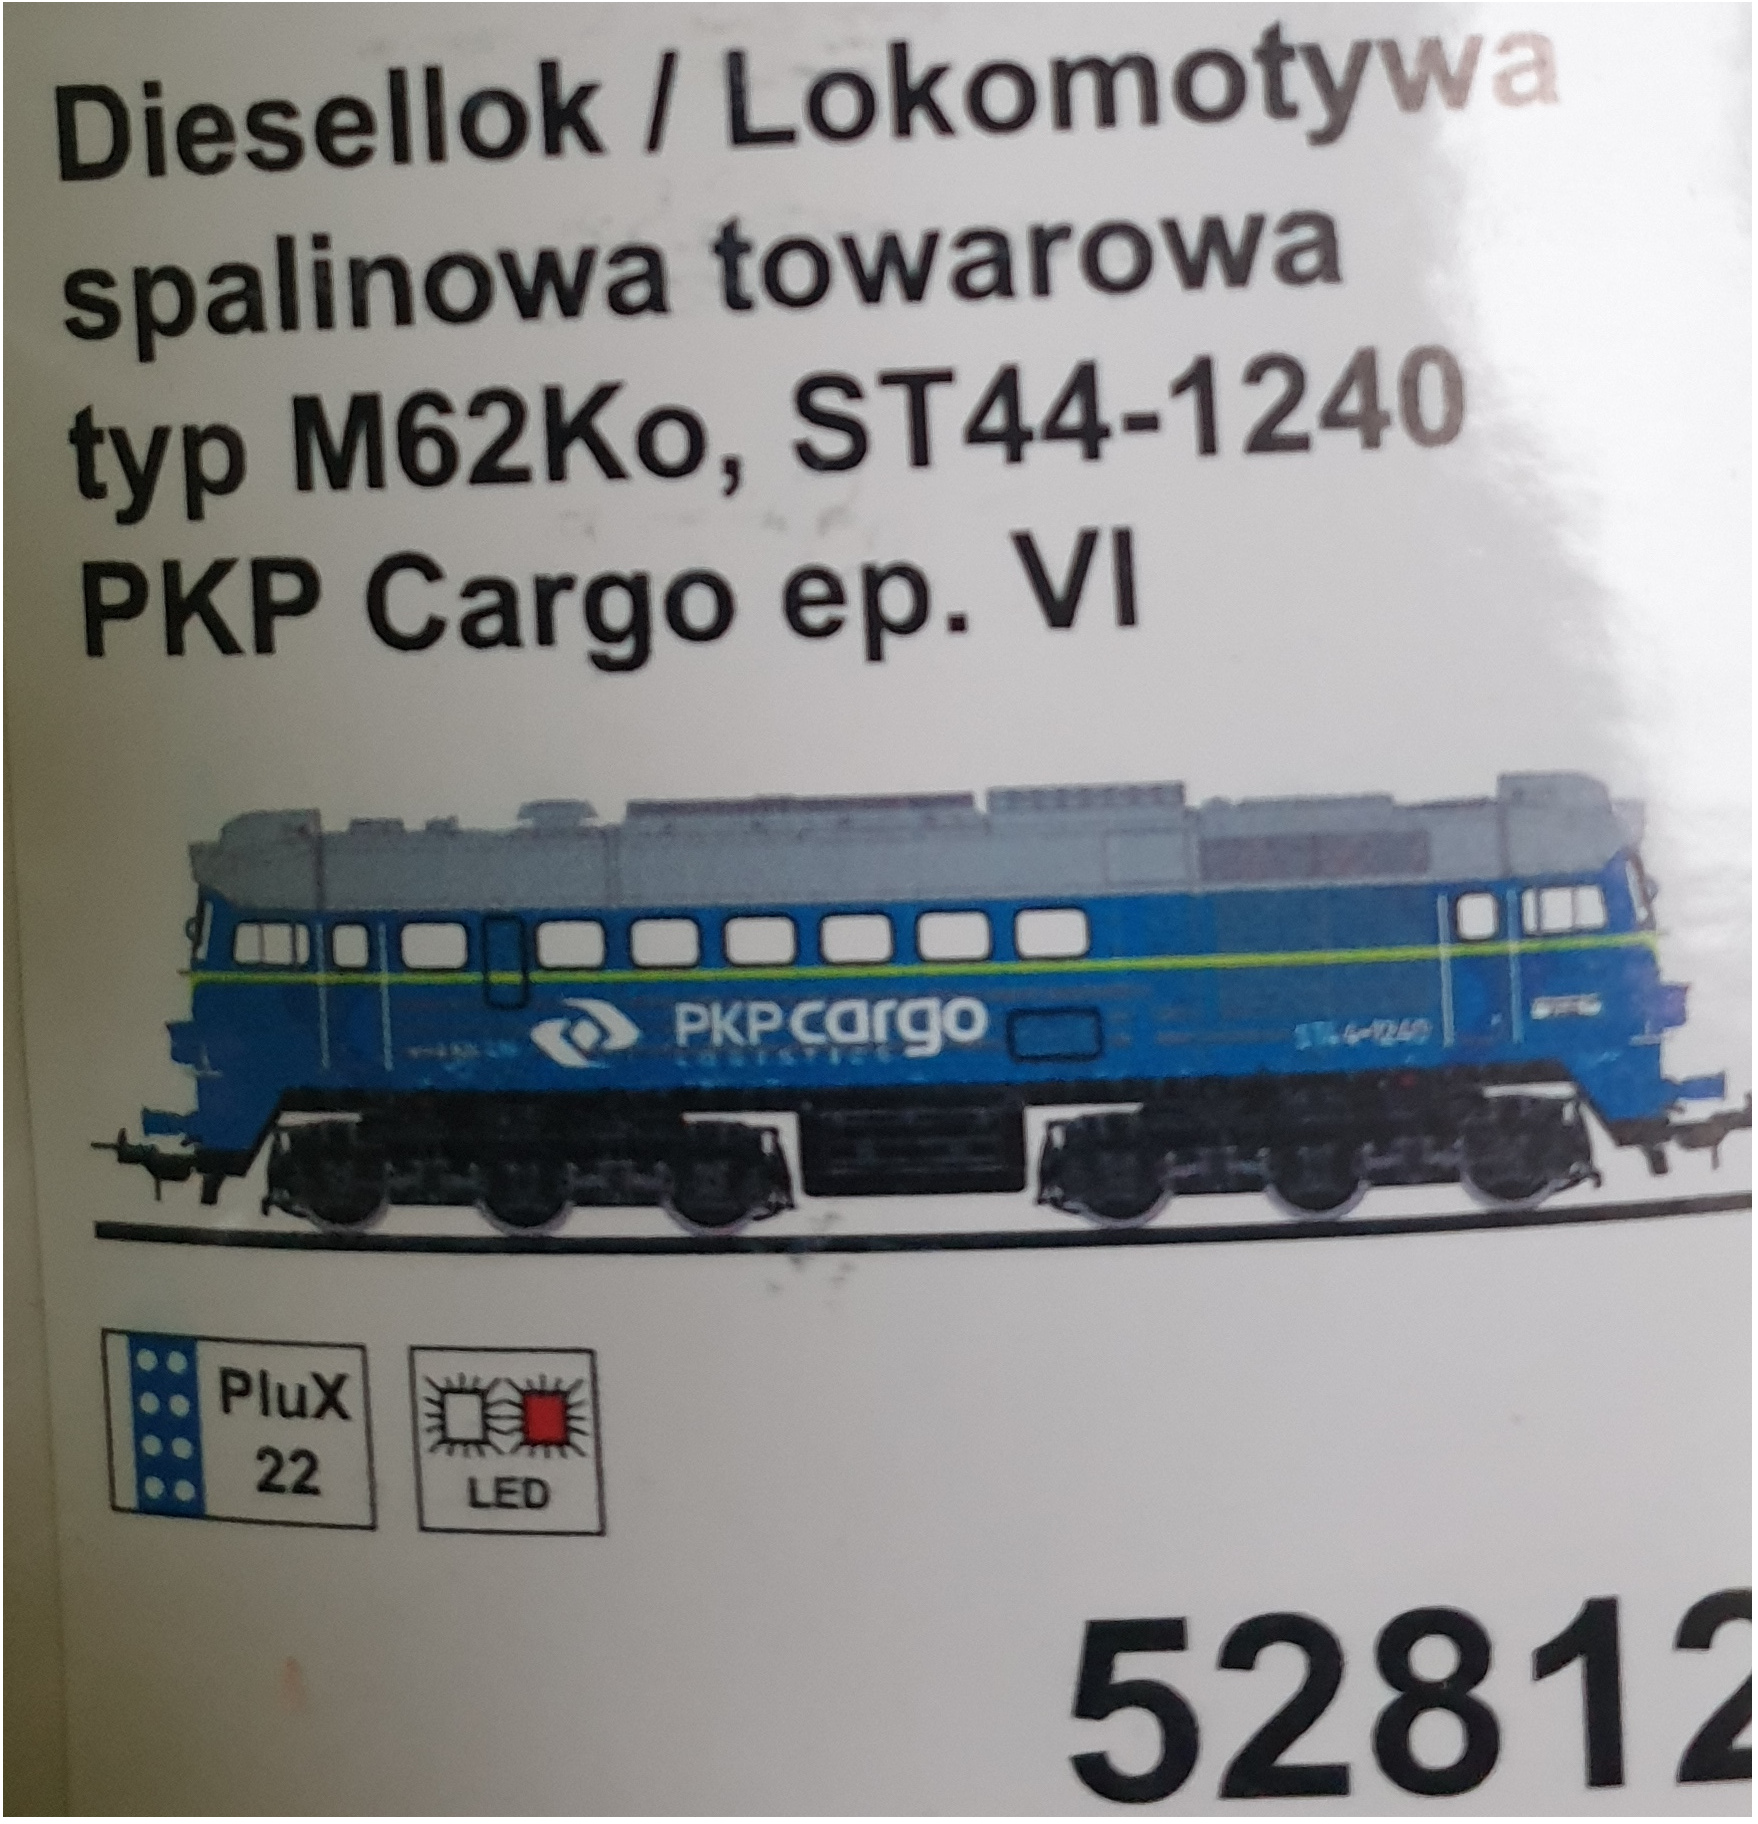 Diesellok / Lokomotywa
spalinowa towarowa
typ M62Ko, ST44-1240
PKP Cargo ep. VI
PKP cargo
LOGISTICS
ST44-1240
PluX
22
LED
52812